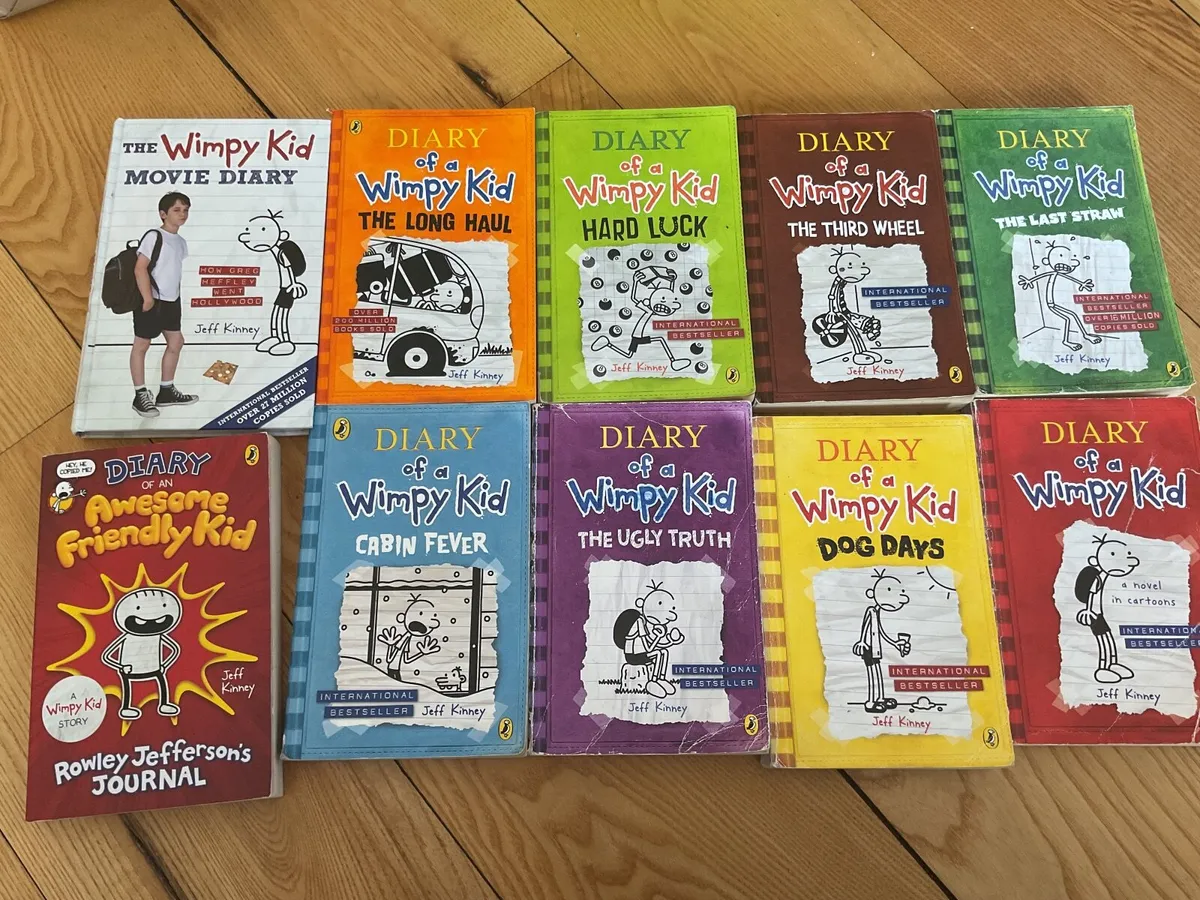 THE Wimpy Kid
MOVIE DIARY
HOW GREG
HEFFLEY
WENT
HOLLYWOOD
Jeff Kinney
INTERNATIONAL BESTSELLER
OVER 27 MILLION
COPIES SOLD
DIARY
of a
Wimpy Kid
THE LONG HAUL
OVER
200 MILLION
BOOKS SOLD
Jeff Kinney
DIARY
of a
Wimpy Kid
HARD LUCK
INTERNATIONAL
BESTSELLER
Jeff Kinney
DIARY
of a
Wimpy Kid
THE THIRD WHEEL
INTERNATIONAL
BESTSELLER
Jeff Kinney
DIARY
of a
Wimpy Kid
THE LAST STRAW
INTERNATIONAL
BESTSELLER
OVER 16 MILLION
COPIES SOLD
Jeff Kinney
HEY, HE
COPIED ME!
DIARY
OF AN
Awesome
Friendly Kid
Jeff
Kinney
A
Wimpy Kid
STORY
Rowley Jefferson's
JOURNAL
DIARY
of a
Wimpy Kid
CABIN FEVER
INTERNATIONAL
BESTSELLER
Jeff Kinney
DIARY
of a
Wimpy Kid
THE UGLY TRUTH
INTERNATIONAL
BESTSELLER
Jeff Kinney
DIARY
of a
Wimpy Kid
DOG DAYS
INTERNATIONAL
BESTSELLER
Jeff Kinney
DIARY
of a
Wimpy Kid
a novel
in cartoons
Jeff Kinney